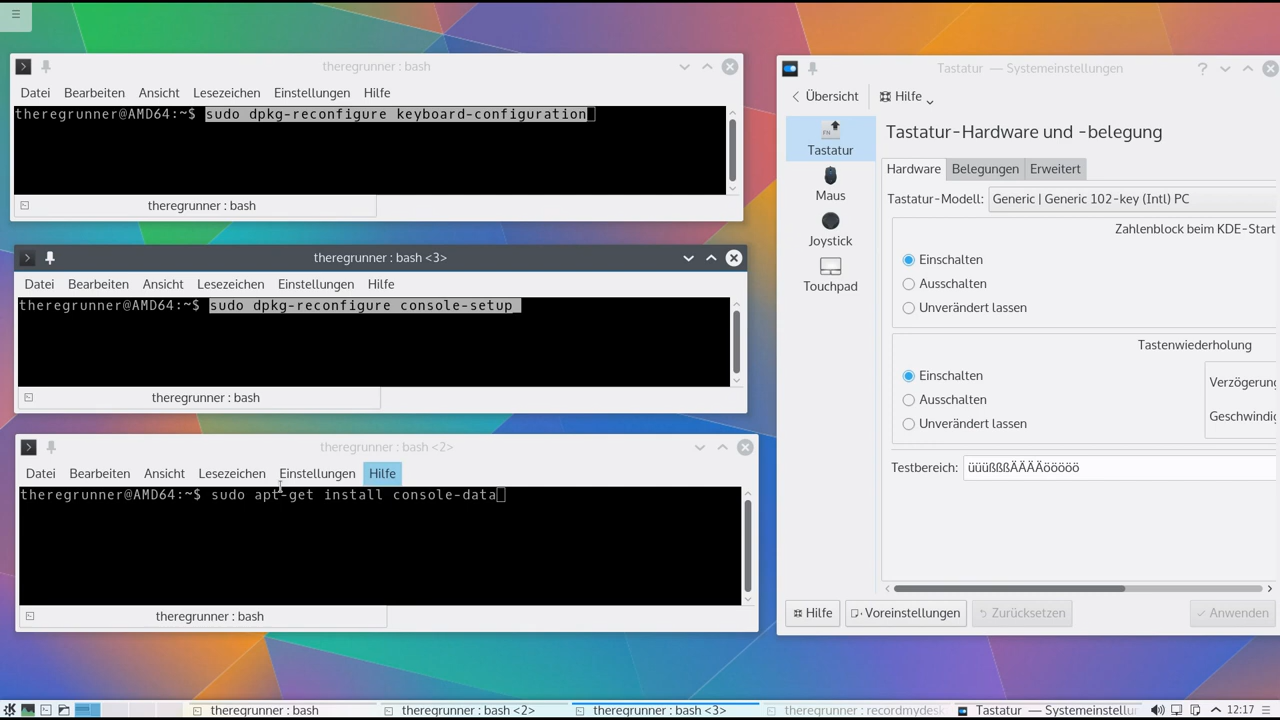 theregrunner : bash
Datei Bearbeiten Ansicht Lesezeichen Einstellungen Hilfe
theregrunner@AMD64:~$ sudo dpkg-reconfigure keyboard-configuration
theregrunner : bash
theregrunner : bash <3>
Datei Bearbeiten Ansicht Lesezeichen Einstellungen Hilfe
theregrunner@AMD64:~$ sudo dpkg-reconfigure console-setup
theregrunner : bash
theregrunner : bash <2>
Datei Bearbeiten Ansicht Lesezeichen Einstellungen Hilfe
theregrunner@AMD64:~$ sudo apt-get install console-data
theregrunner : bash
Tastatur — Systemeinstellungen
Übersicht Hilfe
Tastatur
Maus
Joystick
Touchpad
Tastatur-Hardware und -belegung
Hardware Belegungen Erweitert
Tastatur-Modell: Generic | Generic 102-key (Intl) PC
Zahlenblock beim KDE-Start
Einschalten
Ausschalten
Unverändert lassen
Tastenwiederholung
Einschalten
Ausschalten
Unverändert lassen
Verzögerung
Geschwindig
Testbereich: üüüßßßÄÄÄÄööööö
Hilfe Voreinstellungen Zurücksetzen Anwenden
theregrunner : bash theregrunner : bash <2> theregrunner : bash <3> theregrunner : recordmydesk Tastatur — Systemeinstellur 12:17